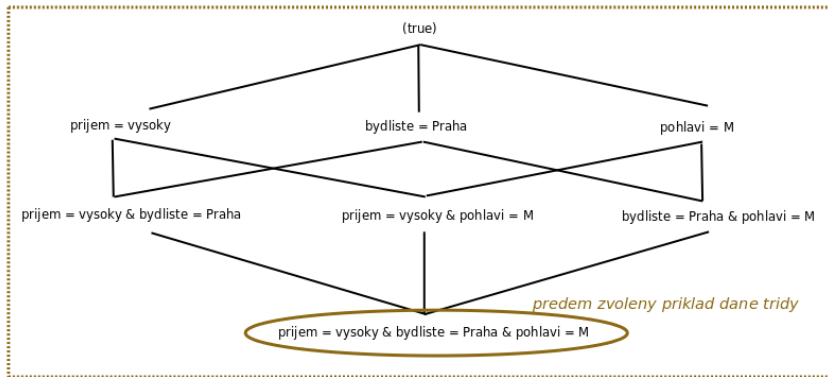 (true)
prijem = vysoky
bydliste = Praha
pohlavi = M
prijem = vysoky & bydliste = Praha
prijem = vysoky & pohlavi = M
bydliste = Praha & pohlavi = M
predem zvoleny priklad dane tridy
prijem = vysoky & bydliste = Praha & pohlavi = M